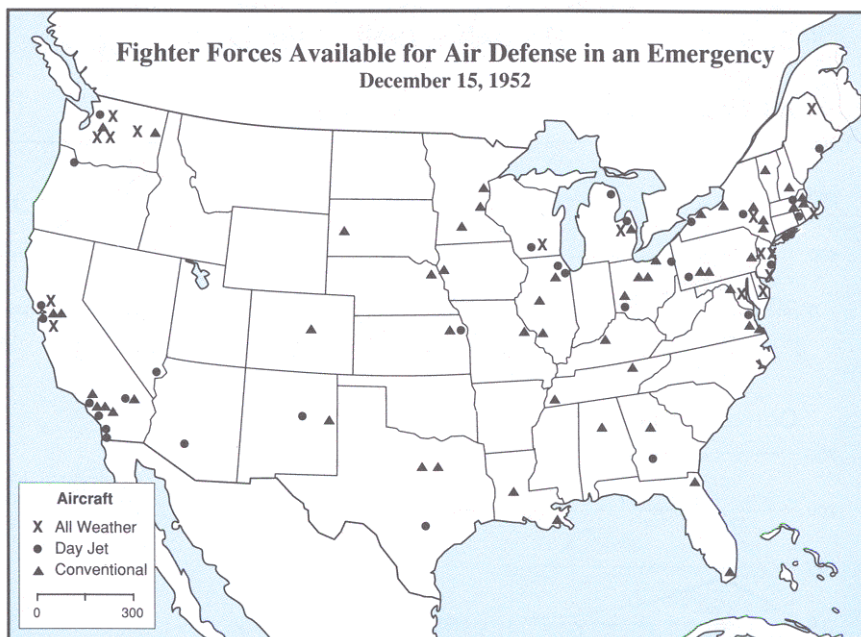 Fighter Forces Available for Air Defense in an Emergency
December 15, 1952
Aircraft
X All Weather
Day Jet
Conventional
0 300